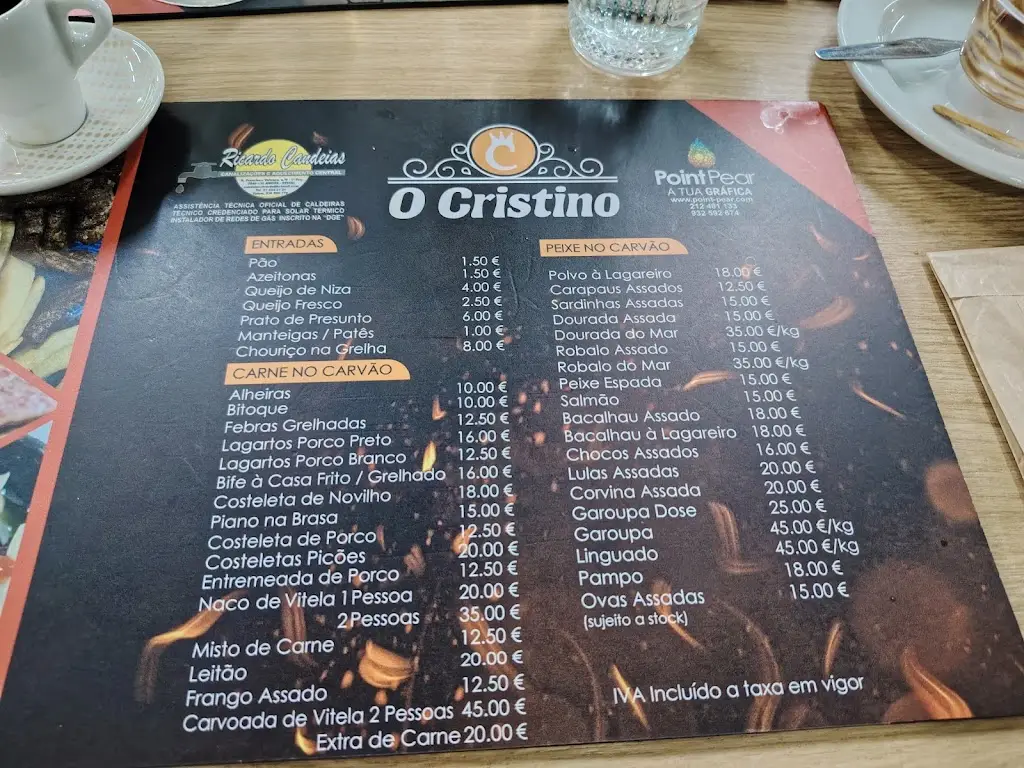 Ricardo Candeias
CANALIZAÇÕES E AQUECIMENTO CENTRAL
ASSISTÊNCIA TÉCNICA OFICIAL DE CALDEIRAS
TÉCNICO CREDENCIADO PARA SOLAR TERMICO
INSTALADOR DE REDES DE GÁS INSCRITO NA "DGE"
C
O Cristino
Point Pear
A TUA GRÁFICA
www.point-pear.com
212 481 133
932 592 674
ENTRADAS
Pão 1.50 €
Azeitonas 1.50 €
Queijo de Niza 4.00 €
Queijo Fresco 2.50 €
Prato de Presunto 6.00 €
Manteigas / Patês 1.00 €
Chouriço na Grelha 8.00 €
CARNE NO CARVÃO
Alheiras 10.00 €
Bitoque 10.00 €
Febras Grelhadas 12.50 €
Lagartos Porco Preto 16.00 €
Lagartos Porco Branco 12.50 €
Bife à Casa Frito / Grelhado 16.00 €
Costeleta de Novilho 18.00 €
Piano na Brasa 15.00 €
Costeleta de Porco 12.50 €
Costeletas Picões 20.00 €
Entremeada de Porco 12.50 €
Naco de Vitela 1 Pessoa 20.00 €
2 Pessoas 35.00 €
Misto de Carne 12.50 €
Leitão 20.00 €
Frango Assado 12.50 €
Carvoada de Vitela 2 Pessoas 45.00 €
Extra de Carne 20.00 €
PEIXE NO CARVÃO
Polvo à Lagareiro 18.00 €
Carapaus Assados 12.50 €
Sardinhas Assadas 15.00 €
Dourada Assada 15.00 €
Dourada do Mar 35.00 €/kg
Robalo Assado 15.00 €
Robalo do Mar 35.00 €/kg
Peixe Espada 15.00 €
Salmão 15.00 €
Bacalhau Assado 18.00 €
Bacalhau à Lagareiro 18.00 €
Chocos Assados 16.00 €
Lulas Assadas 20.00 €
Corvina Assada 20.00 €
Garoupa Dose 25.00 €
Garoupa 45.00 €/kg
Linguado 45.00 €/kg
Pampo 18.00 €
Ovas Assadas 15.00 €
(sujeito a stock)
IVA Incluído a taxa em vigor